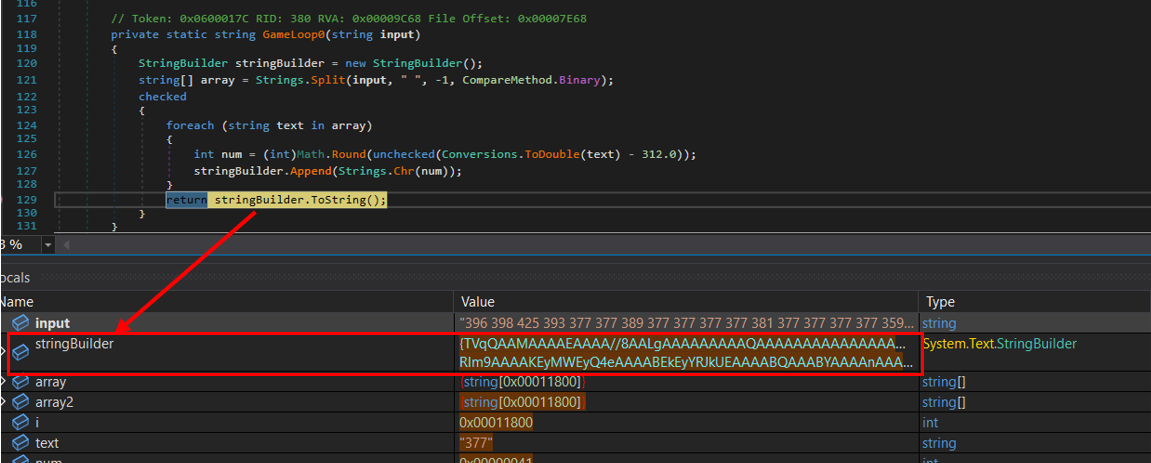 116
117 // Token: 0x0600017C RID: 380 RVA: 0x00009C68 File Offset: 0x00007E68
118 private static string GameLoop0(string input)
119 {
120 StringBuilder stringBuilder = new StringBuilder();
121 string[] array = Strings.Split(input, " ", -1, CompareMethod.Binary);
122 checked
123 {
124 foreach (string text in array)
125 {
126 int num = (int)Math.Round(unchecked(Conversions.ToDouble(text) - 312.0));
127 stringBuilder.Append(Strings.Chr(num));
128 }
129 return stringBuilder.ToString();
130 }
131 }
3 %
ocals
Name Value Type
input "396 398 425 393 377 377 389 377 377 377 377 381 377 377 377 377 359... string
stringBuilder {TVqQAAMAAAAEAAAA//8AALgAAAAAAAAAQAAAAAAAAAAAAAAA... System.Text.StringBuilder
RIm9AAAAKEyMWEyQ4eAAAABEkEyYRJkUEAAAABQAAABYAAAAnAAA...
array {string[0x00011800]} string[]
array2 {string[0x00011800]} string[]
i 0x00011800 int
text "377" string
num 0x00000041 int